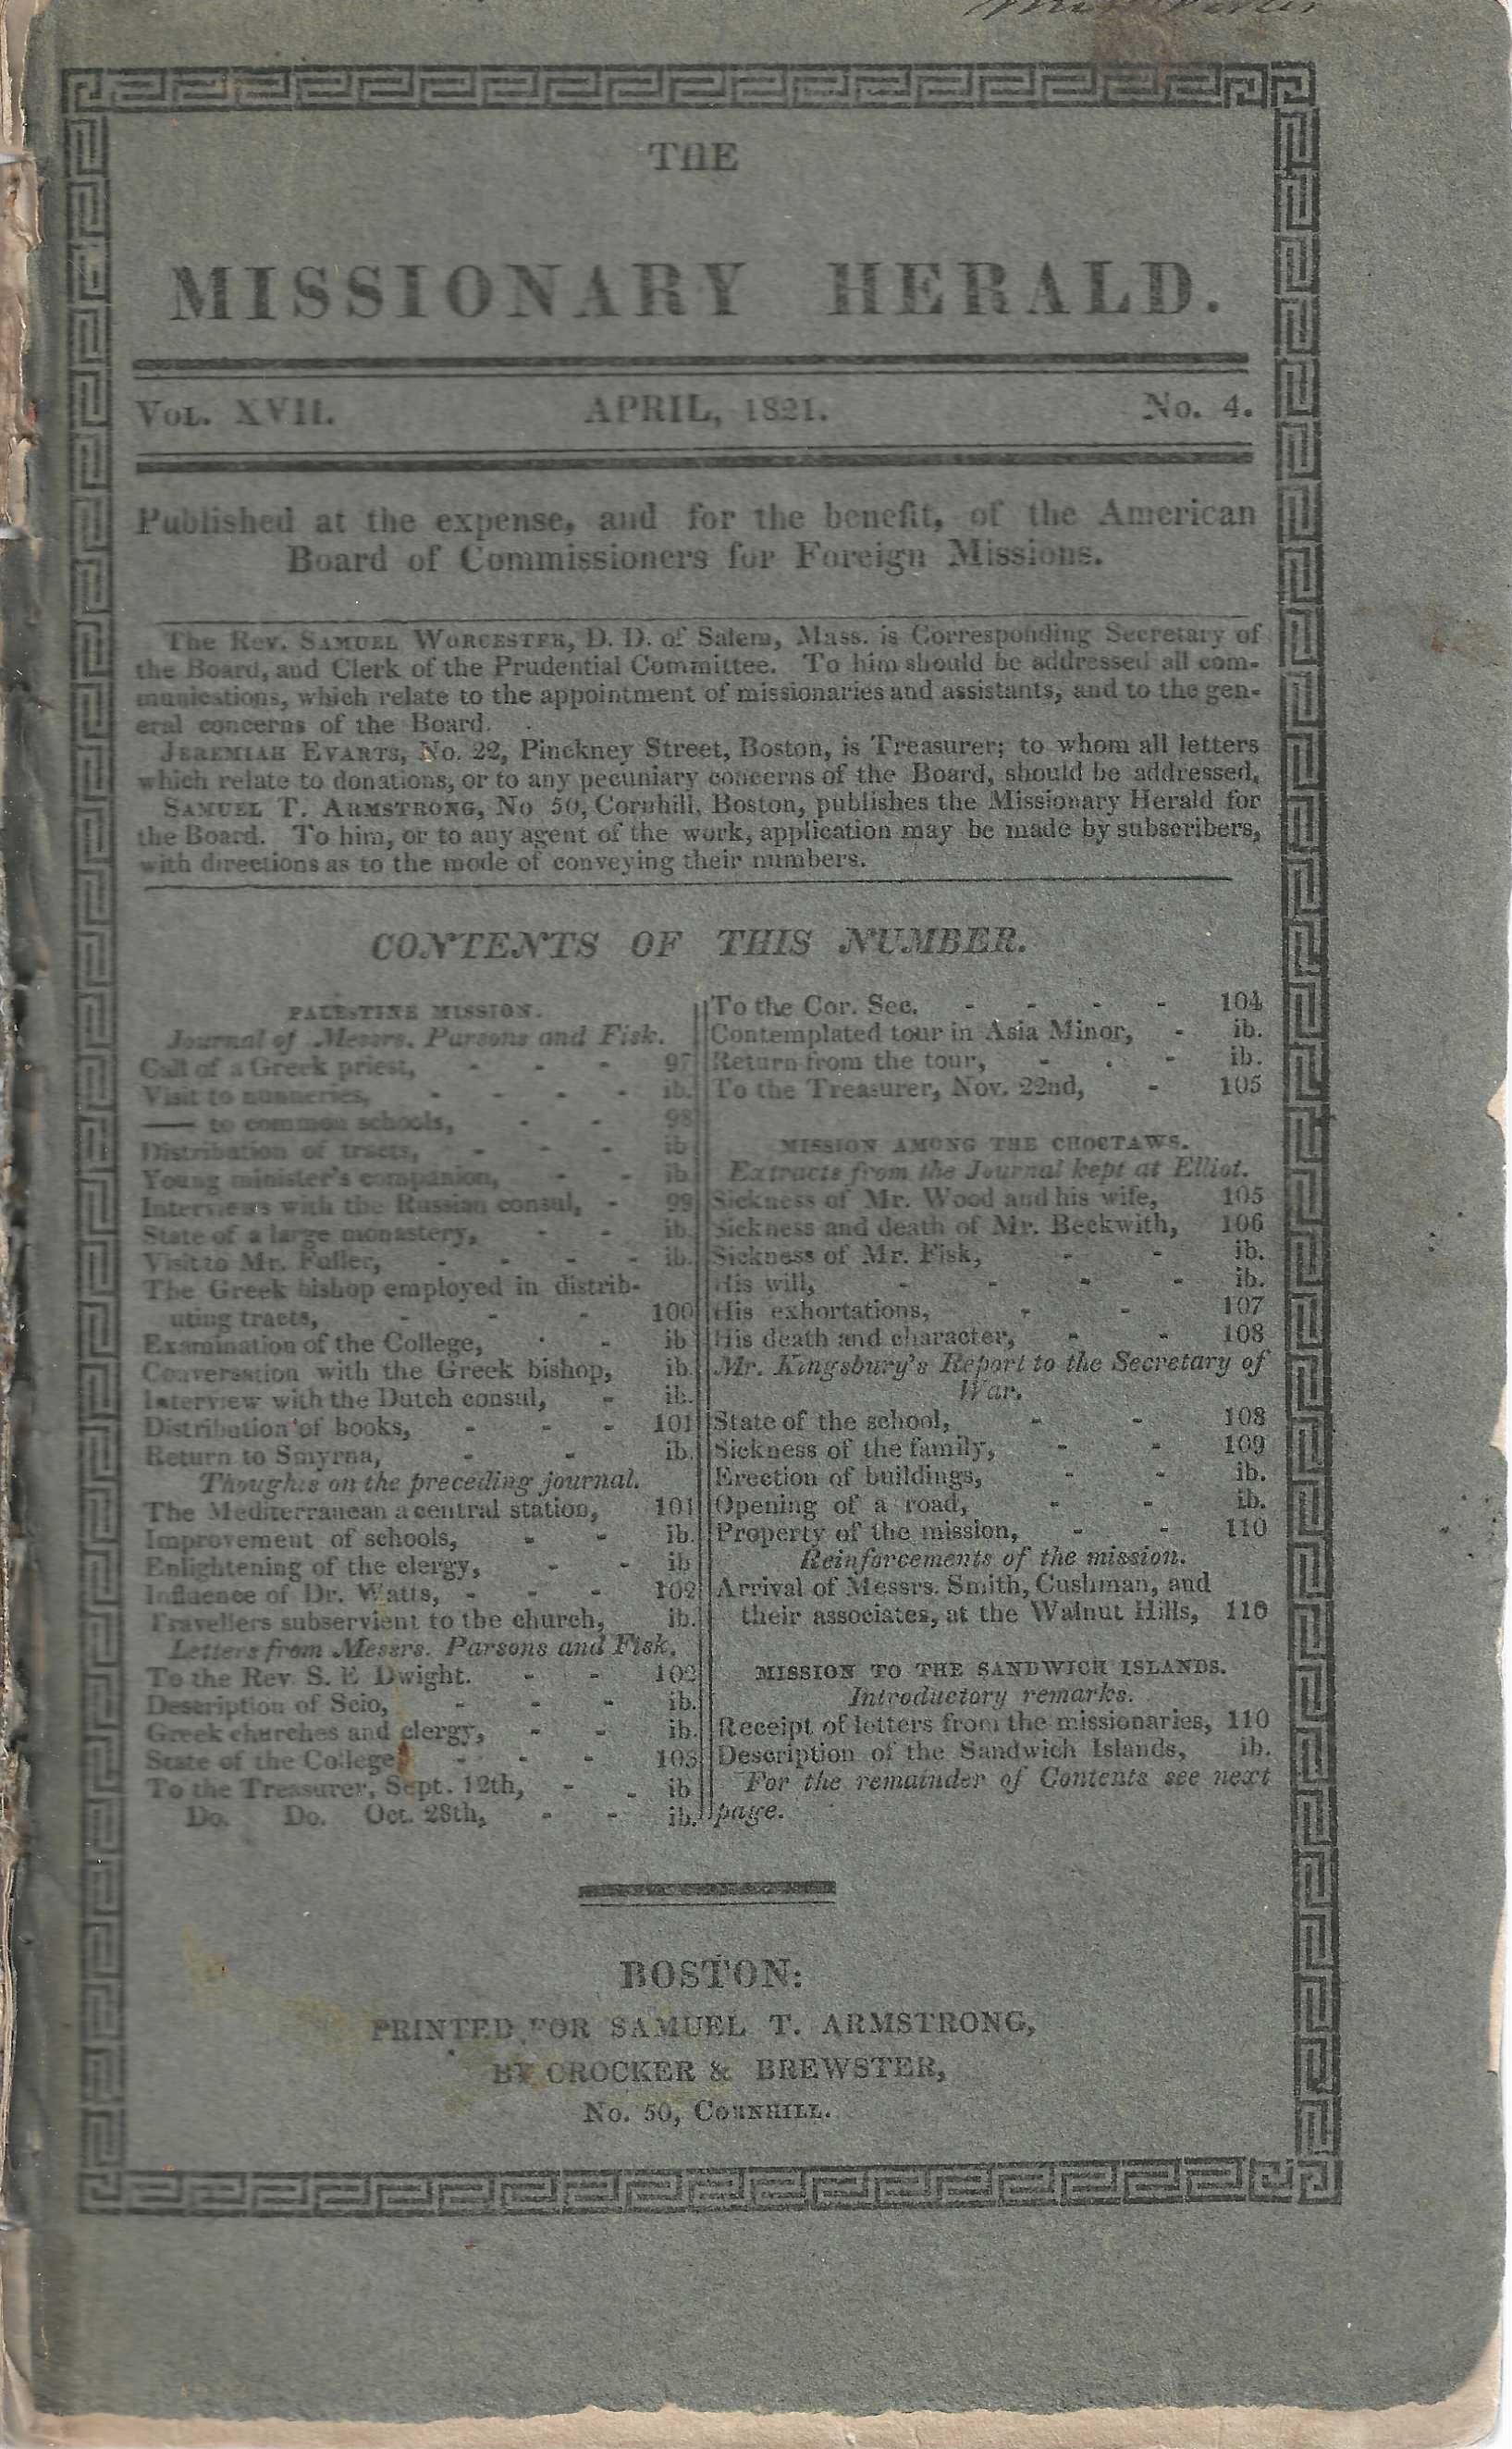 THE
MISSIONARY HERALD.
VOL. XVII. APRIL, 1821. No. 4.
Published at the expense, and for the benefit, of the American
Board of Commissioners for Foreign Missions.
The Rev. SAMUEL WORCESTER, D. D. of Salem, Mass. is Corresponding Secretary of
the Board, and Clerk of the Prudential Committee. To him should be addressed all com-
munications, which relate to the appointment of missionaries and assistants, and to the gen-
eral concerns of the Board.
JEREMIAH EVARTS, No. 22, Pinckney Street, Boston, is Treasurer; to whom all letters
which relate to donations, or to any pecuniary concerns of the Board, should be addressed,
SAMUEL T. ARMSTRONG, No 50, Cornhill, Boston, publishes the Missionary Herald for
the Board. To him, or to any agent of the work, application may be made by subscribers,
with directions as to the mode of conveying their numbers.
CONTENTS OF THIS NUMBER.
PALESTINE MISSION.
Journal of Messrs. Parsons and Fisk.
Call of a Greek priest, - - - 97
Visit to nunneries, - - - - ib.
—— to common schools, - - 98
Distribution of tracts, - - - ib
Young minister's companion, - - ib.
Interviews with the Russian consul, - 99
State of a large monastery, - - ib.
Visit to Mr. Fuller, - - - - ib.
The Greek bishop employed in distrib-
uting tracts, - - - 100
Examination of the College, - - ib
Conversation with the Greek bishop, ib.
Interview with the Dutch consul, - ib.
Distribution of books, - - - 101
Return to Smyrna, - - ib.
Thoughts on the preceding journal.
The Mediterranean a central station, 101
Improvement of schools, - - ib.
Enlightening of the clergy, - - ib
Influence of Dr. Watts, - - - 102
Travellers subservient to the church, ib.
Letters from Messrs. Parsons and Fisk.
To the Rev. S. E Dwight. - - 102
Description of Scio, - - - ib.
Greek churches and clergy, - - ib.
State of the College - - - 103
To the Treasurer, Sept. 12th, - - ib
Do. Do. Oct. 28th, - - ib.
To the Cor. Sec. - - - - 104
Contemplated tour in Asia Minor, - ib.
Return from the tour, - . - ib.
To the Treasurer, Nov. 22nd, - 105
MISSION AMONG THE CHOCTAWS.
Extracts from the Journal kept at Elliot.
Sickness of Mr. Wood and his wife, 105
Sickness and death of Mr. Beckwith, 106
Sickness of Mr. Fisk, - - ib.
His will, - - - - ib.
His exhortations, - - 107
His death and character, - - 108
Mr. Kingsbury's Report to the Secretary of
War.
State of the school, - - 108
Sickness of the family, - - 109
Erection of buildings, - - ib.
Opening of a road, - - ib.
Property of the mission, - - 110
Reinforcements of the mission.
Arrival of Messrs. Smith, Cushman, and
their associates, at the Walnut Hills, 110
MISSION TO THE SANDWICH ISLANDS.
Introductory remarks.
Receipt of letters from the missionaries, 110
Description of the Sandwich Islands, ib.
For the remainder of Contents see next
page.
BOSTON:
PRINTED FOR SAMUEL T. ARMSTRONG,
BY CROCKER & BREWSTER,
No. 50, CORNHILL.